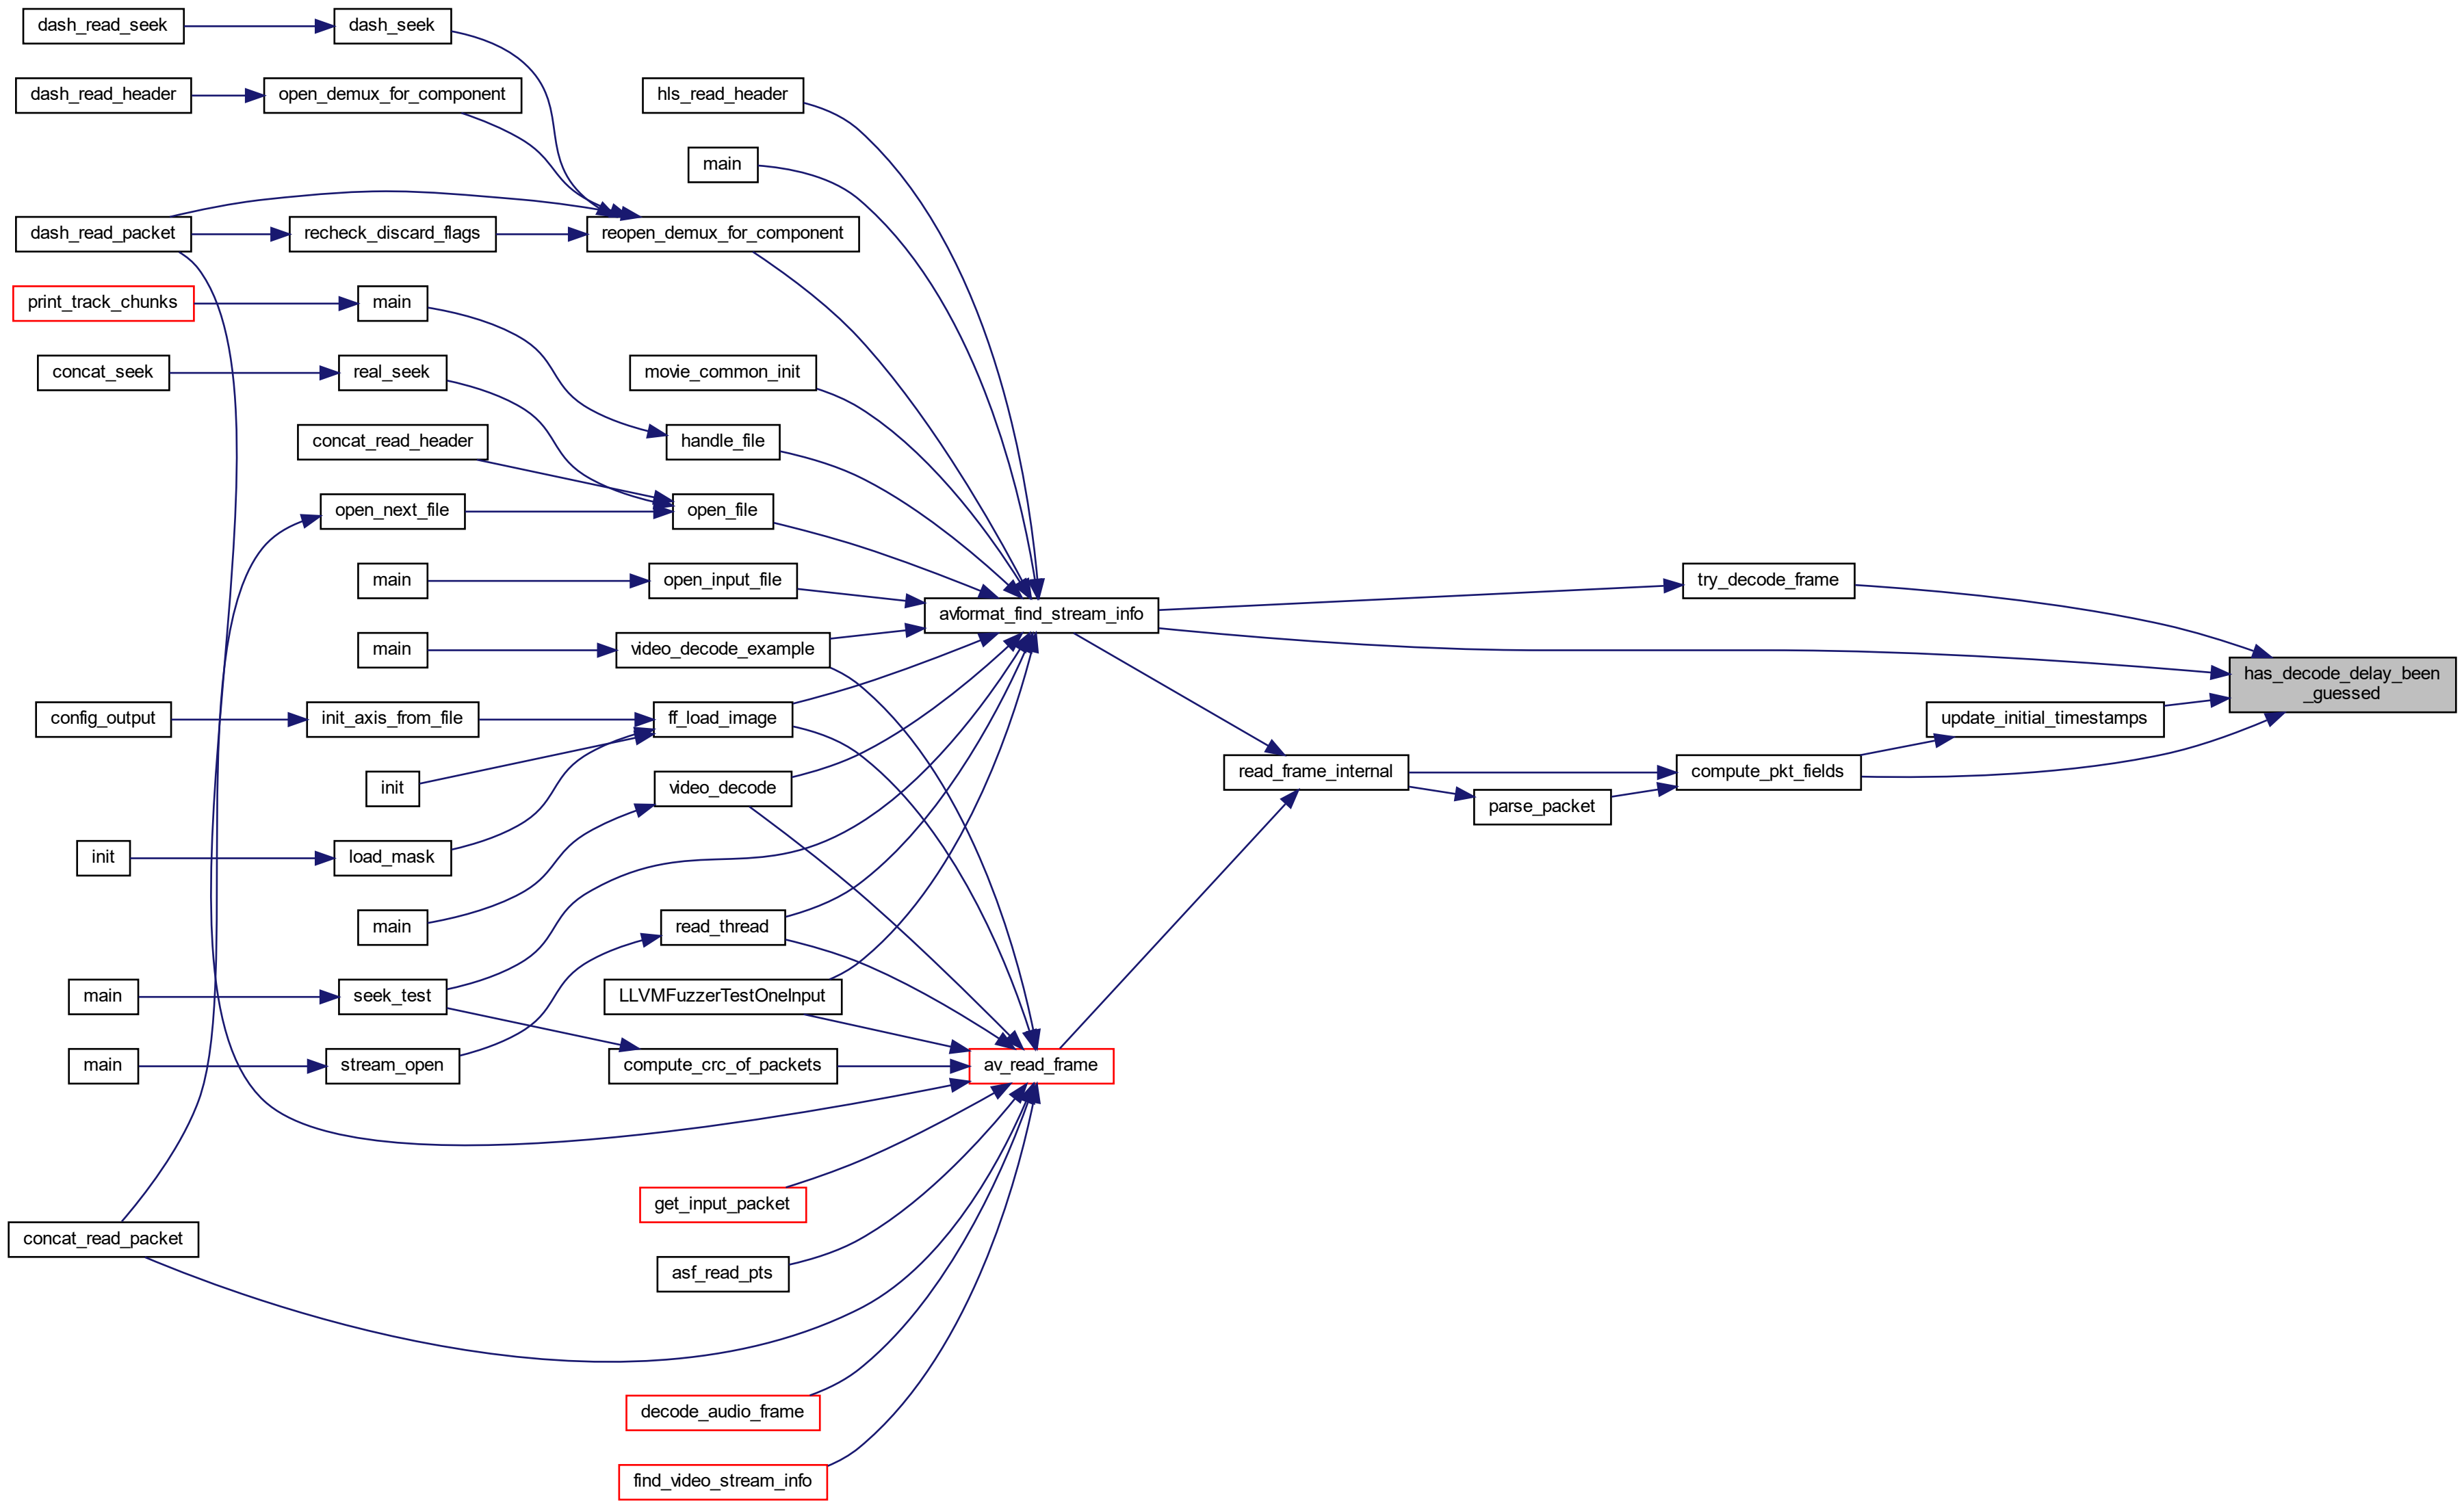 dash_read_seek
dash_seek
dash_read_header
open_demux_for_component
hls_read_header
main
dash_read_packet
recheck_discard_flags
reopen_demux_for_component
print_track_chunks
main
concat_seek
real_seek
movie_common_init
concat_read_header
handle_file
open_next_file
open_file
main
open_input_file
try_decode_frame
avformat_find_stream_info
main
video_decode_example
has_decode_delay_been
_guessed
config_output
init_axis_from_file
ff_load_image
update_initial_timestamps
init
video_decode
read_frame_internal
compute_pkt_fields
parse_packet
init
load_mask
main
read_thread
main
seek_test
LLVMFuzzerTestOneInput
main
stream_open
compute_crc_of_packets
av_read_frame
get_input_packet
concat_read_packet
asf_read_pts
decode_audio_frame
find_video_stream_info